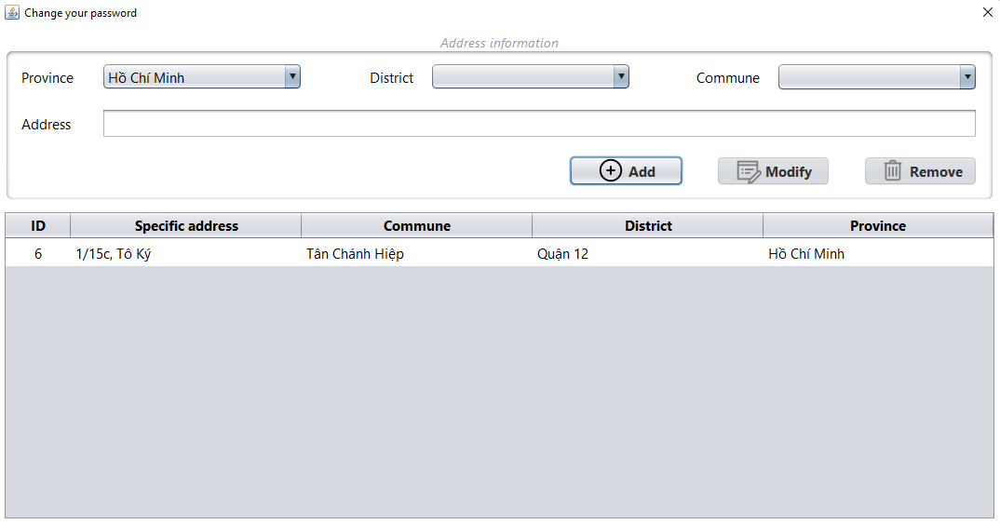 Change your password
Address information
Province Hồ Chí Minh District Commune
Address
Add Modify Remove
ID Specific address Commune District Province
6 1/15c, Tô Ký Tân Chánh Hiệp Quận 12 Hồ Chí Minh